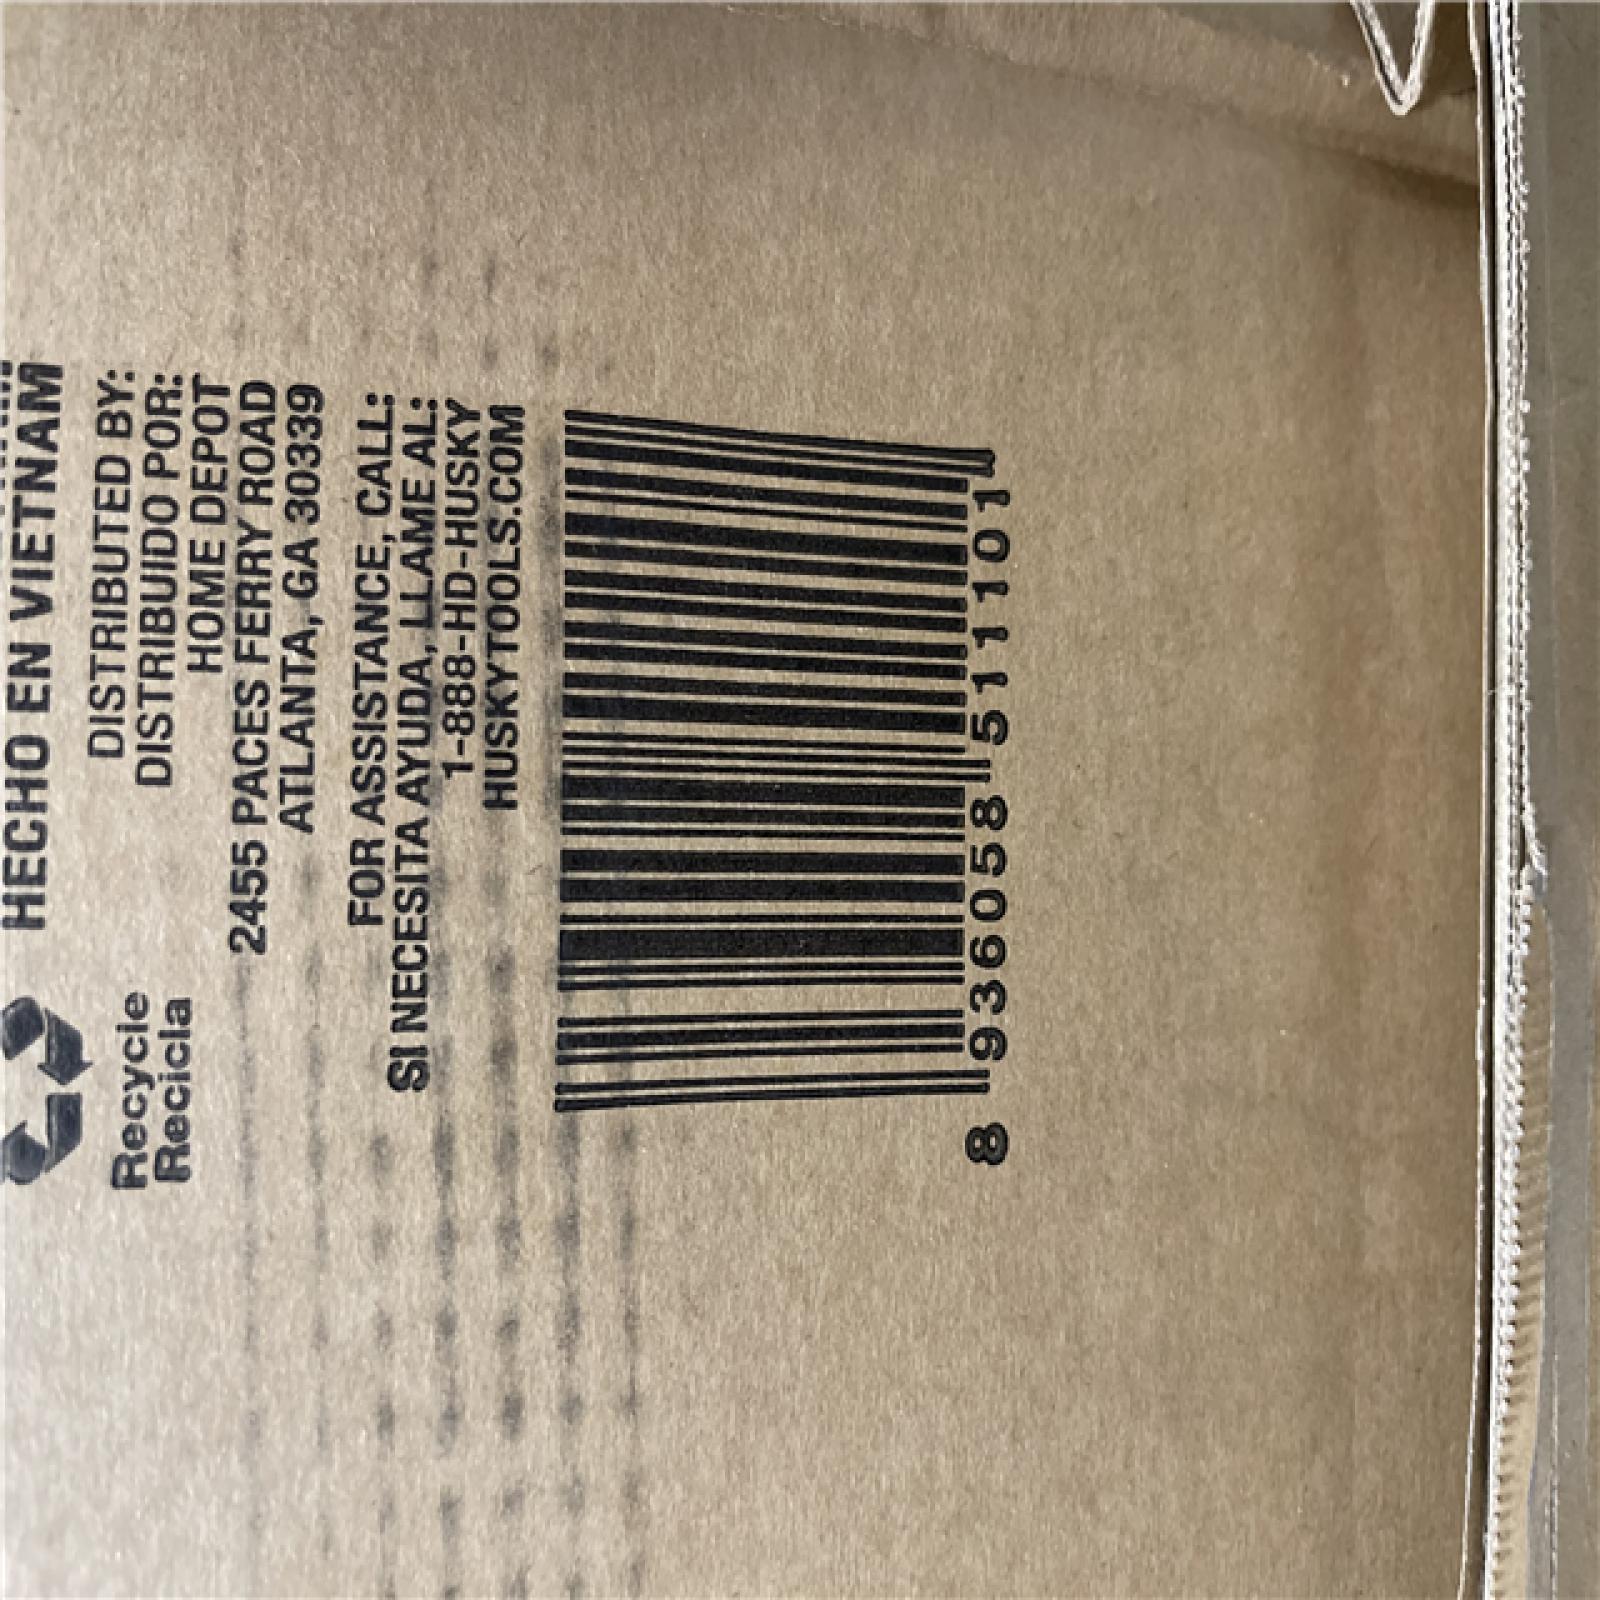 HECHO EN VIETNAM
Recycle
Recicla
DISTRIBUTED BY:
DISTRIBUIDO POR:
HOME DEPOT
2455 PACES FERRY ROAD
ATLANTA, GA 30339
FOR ASSISTANCE, CALL:
SI NECESITA AYUDA, LLAME AL:
1-888-HD-HUSKY
HUSKYTOOLS.COM
8 936058 511101